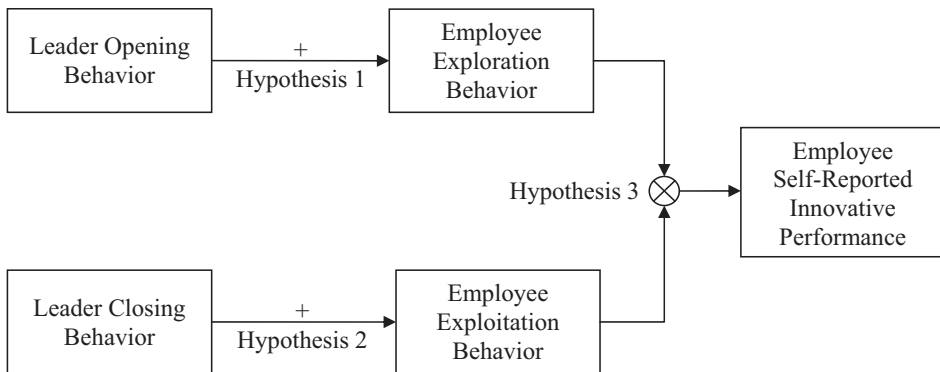 Leader Opening
Behavior
+
Hypothesis 1
Employee
Exploration
Behavior
Hypothesis 3
Employee
Self-Reported
Innovative
Performance
Leader Closing
Behavior
+
Hypothesis 2
Employee
Exploitation
Behavior